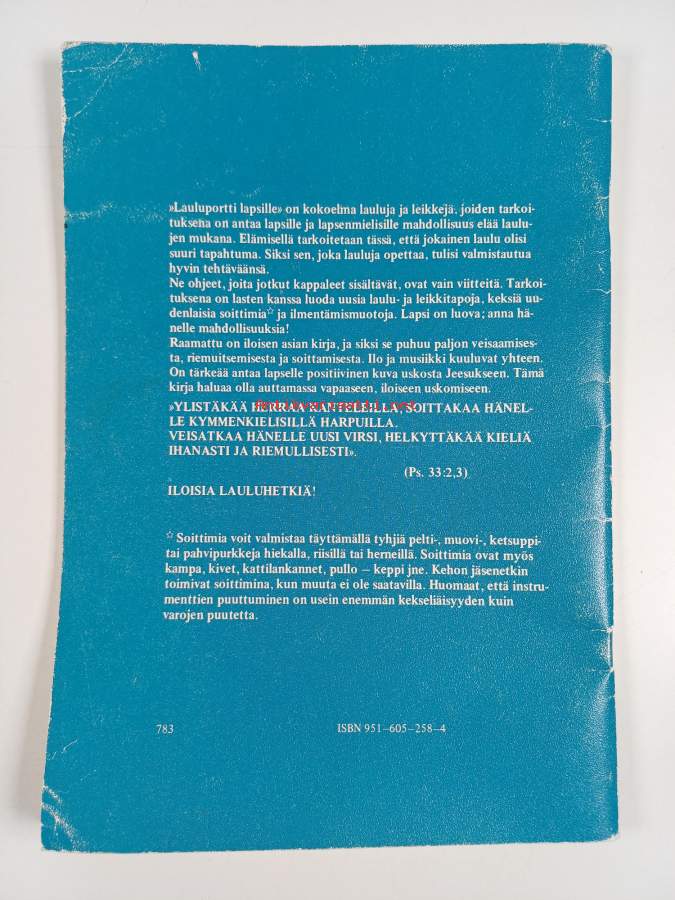 »Lauluportti lapsille» on kokoelma lauluja ja leikkejä, joiden tarkoi-
tuksena on antaa lapsille ja lapsenmielisille mahdollisuus elää laulu-
jen mukana. Elämisellä tarkoitetaan tässä, että jokainen laulu olisi
suuri tapahtuma. Siksi sen, joka lauluja opettaa, tulisi valmistautua
hyvin tehtäväänsä.
Ne ohjeet, joita jotkut kappaleet sisältävät, ovat vain viitteitä. Tarkoi-
tuksena on lasten kanssa luoda uusia laulu- ja leikkitapoja, keksiä uu-
denlaisia soittimia☆ ja ilmentämismuotoja. Lapsi on luova; anna hä-
nelle mahdollisuuksia!
Raamattu on iloisen asian kirja, ja siksi se puhuu paljon veisaamises-
ta, riemuitsemisesta ja soittamisesta. Ilo ja musiikki kuuluvat yhteen.
On tärkeää antaa lapselle positiivinen kuva uskosta Jeesukseen. Tämä
kirja haluaa olla auttamassa vapaaseen, iloiseen uskomiseen.
»YLISTÄKÄÄ HERRAA KANTELELLA, SOITTAKAA HÄNEL-
LE KYMMENKIELISILLÄ HARPUILLA.
VEISATKAA HÄNELLE UUSI VIRSI, HELKYTTÄKÄÄ KIELIÄ
IHANASTI JA RIEMULLISESTI».
(Ps. 33:2,3)
ILOISIA LAULUHETKIÄ!
☆ Soittimia voit valmistaa täyttämällä tyhjiä pelti-, muovi-, ketsuppi-
tai pahvipurkkeja hiekalla, riisillä tai herneillä. Soittimia ovat myös
kampa, kivet, kattilankannet, pullo – keppi jne. Kehon jäsenetkin
toimivat soittimina, kun muuta ei ole saatavilla. Huomaat, että instru-
menttien puuttuminen on usein enemmän kekseliäisyyden kuin
varojen puutetta.
783 ISBN 951-605-258-4